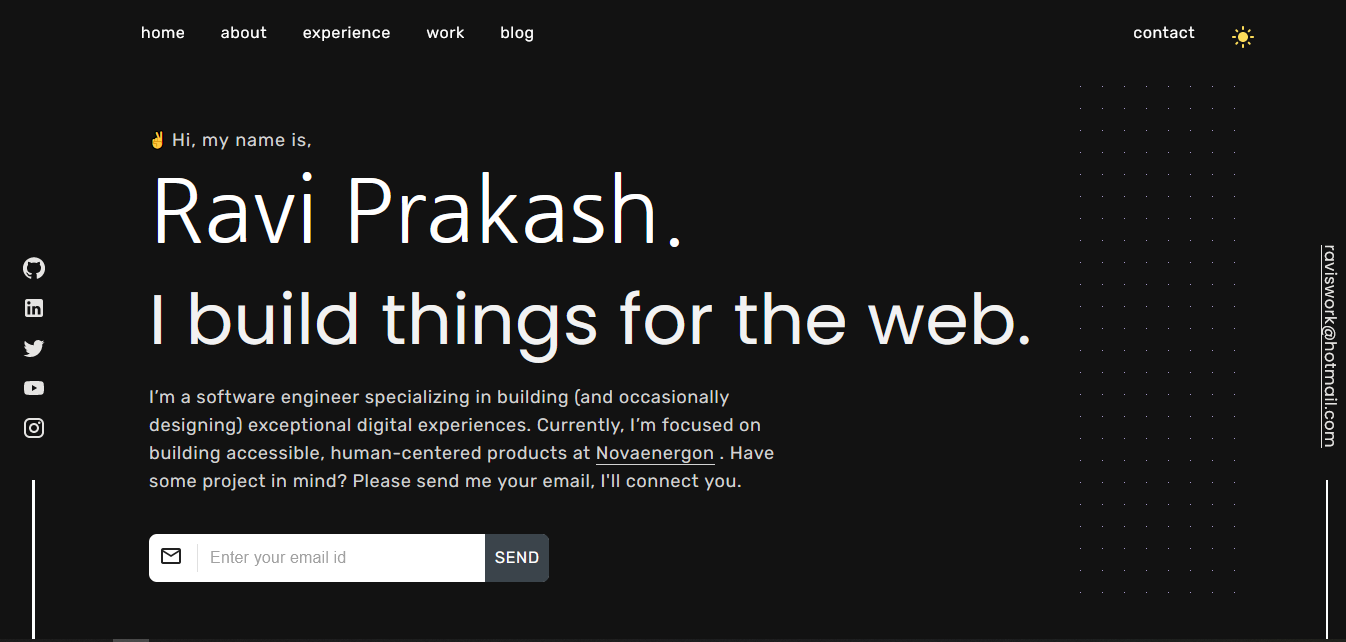 home about experience work blog contact
✌ Hi, my name is,
Ravi Prakash.
I build things for the web.
I’m a software engineer specializing in building (and occasionally
designing) exceptional digital experiences. Currently, I’m focused on
building accessible, human-centered products at Novaenergon . Have
some project in mind? Please send me your email, I'll connect you.
Enter your email id SEND
raviswork@hotmail.com